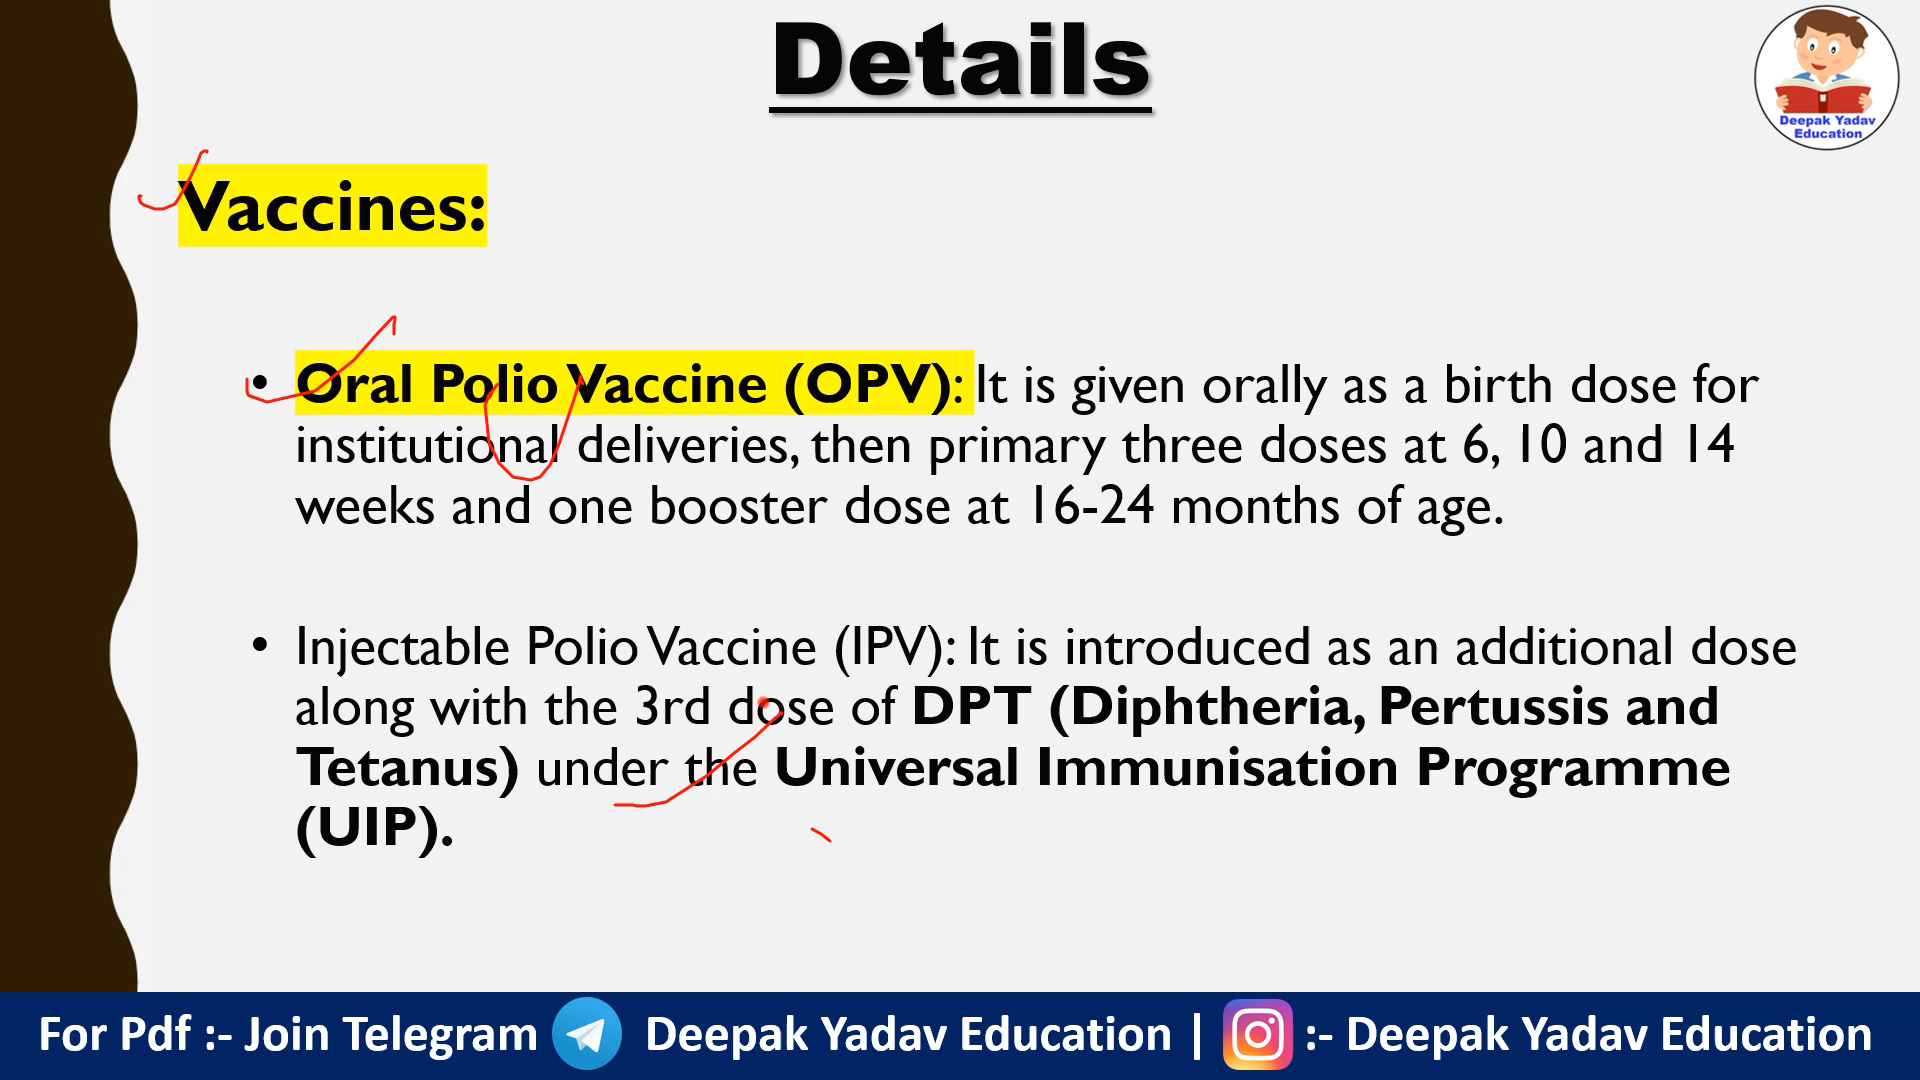 Details
Deepak Yadav
Education
Vaccines:
• Oral Polio Vaccine (OPV): It is given orally as a birth dose for
institutional deliveries, then primary three doses at 6, 10 and 14
weeks and one booster dose at 16-24 months of age.
• Injectable Polio Vaccine (IPV): It is introduced as an additional dose
along with the 3rd dose of DPT (Diphtheria, Pertussis and
Tetanus) under the Universal Immunisation Programme
(UIP).
For Pdf :- Join Telegram Deepak Yadav Education | :- Deepak Yadav Education